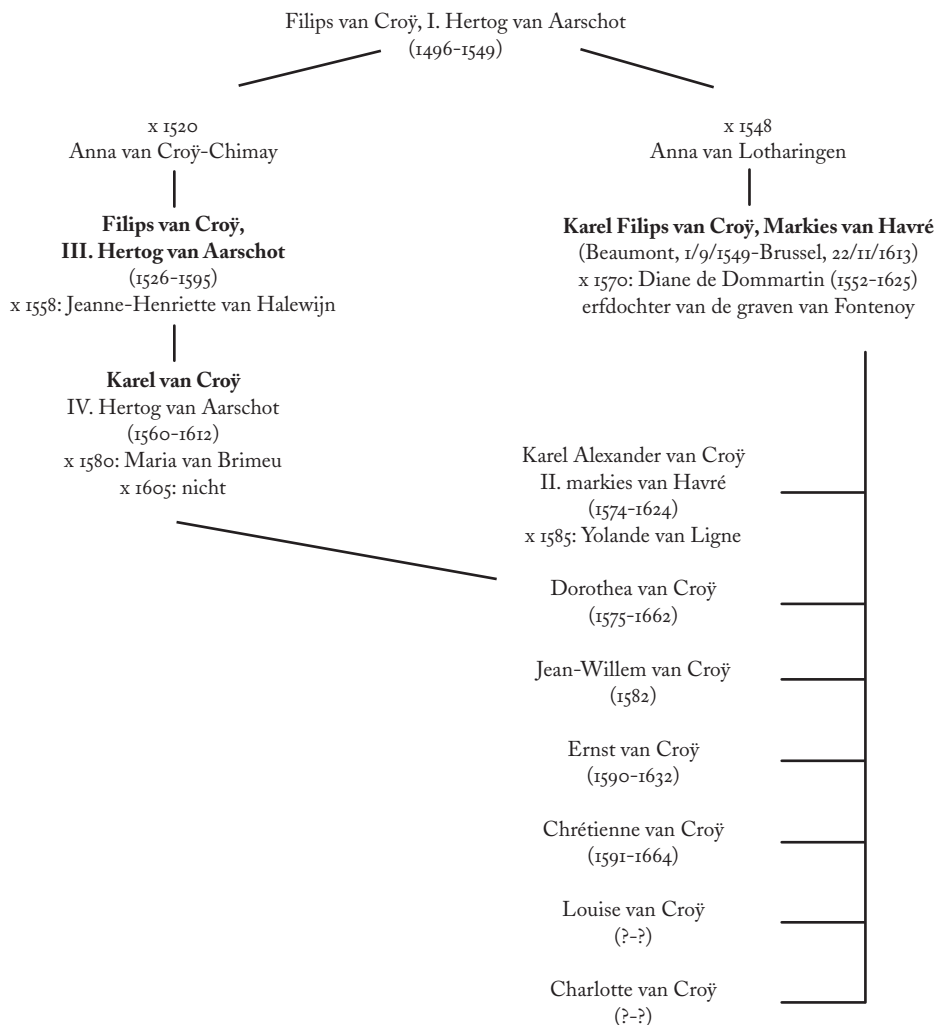 Filips van Croÿ, I. Hertog van Aarschot
(1496-1549)
x 1520
Anna van Croÿ-Chimay
x 1548
Anna van Lotharingen
Filips van Croÿ,
III. Hertog van Aarschot
(1526-1595)
x 1558: Jeanne-Henriette van Halewijn
Karel Filips van Croÿ, Markies van Havré
(Beaumont, 1/9/1549-Brussel, 22/11/1613)
x 1570: Diane de Dommartin (1552-1625)
erfdochter van de graven van Fontenoy
Karel van Croÿ
IV. Hertog van Aarschot
(1560-1612)
x 1580: Maria van Brimeu
x 1605: nicht
Karel Alexander van Croÿ
II. markies van Havré
(1574-1624)
x 1585: Yolande van Ligne
Dorothea van Croÿ
(1575-1662)
Jean-Willem van Croÿ
(1582)
Ernst van Croÿ
(1590-1632)
Chrétienne van Croÿ
(1591-1664)
Louise van Croÿ
(?-?)
Charlotte van Croÿ
(?-?)